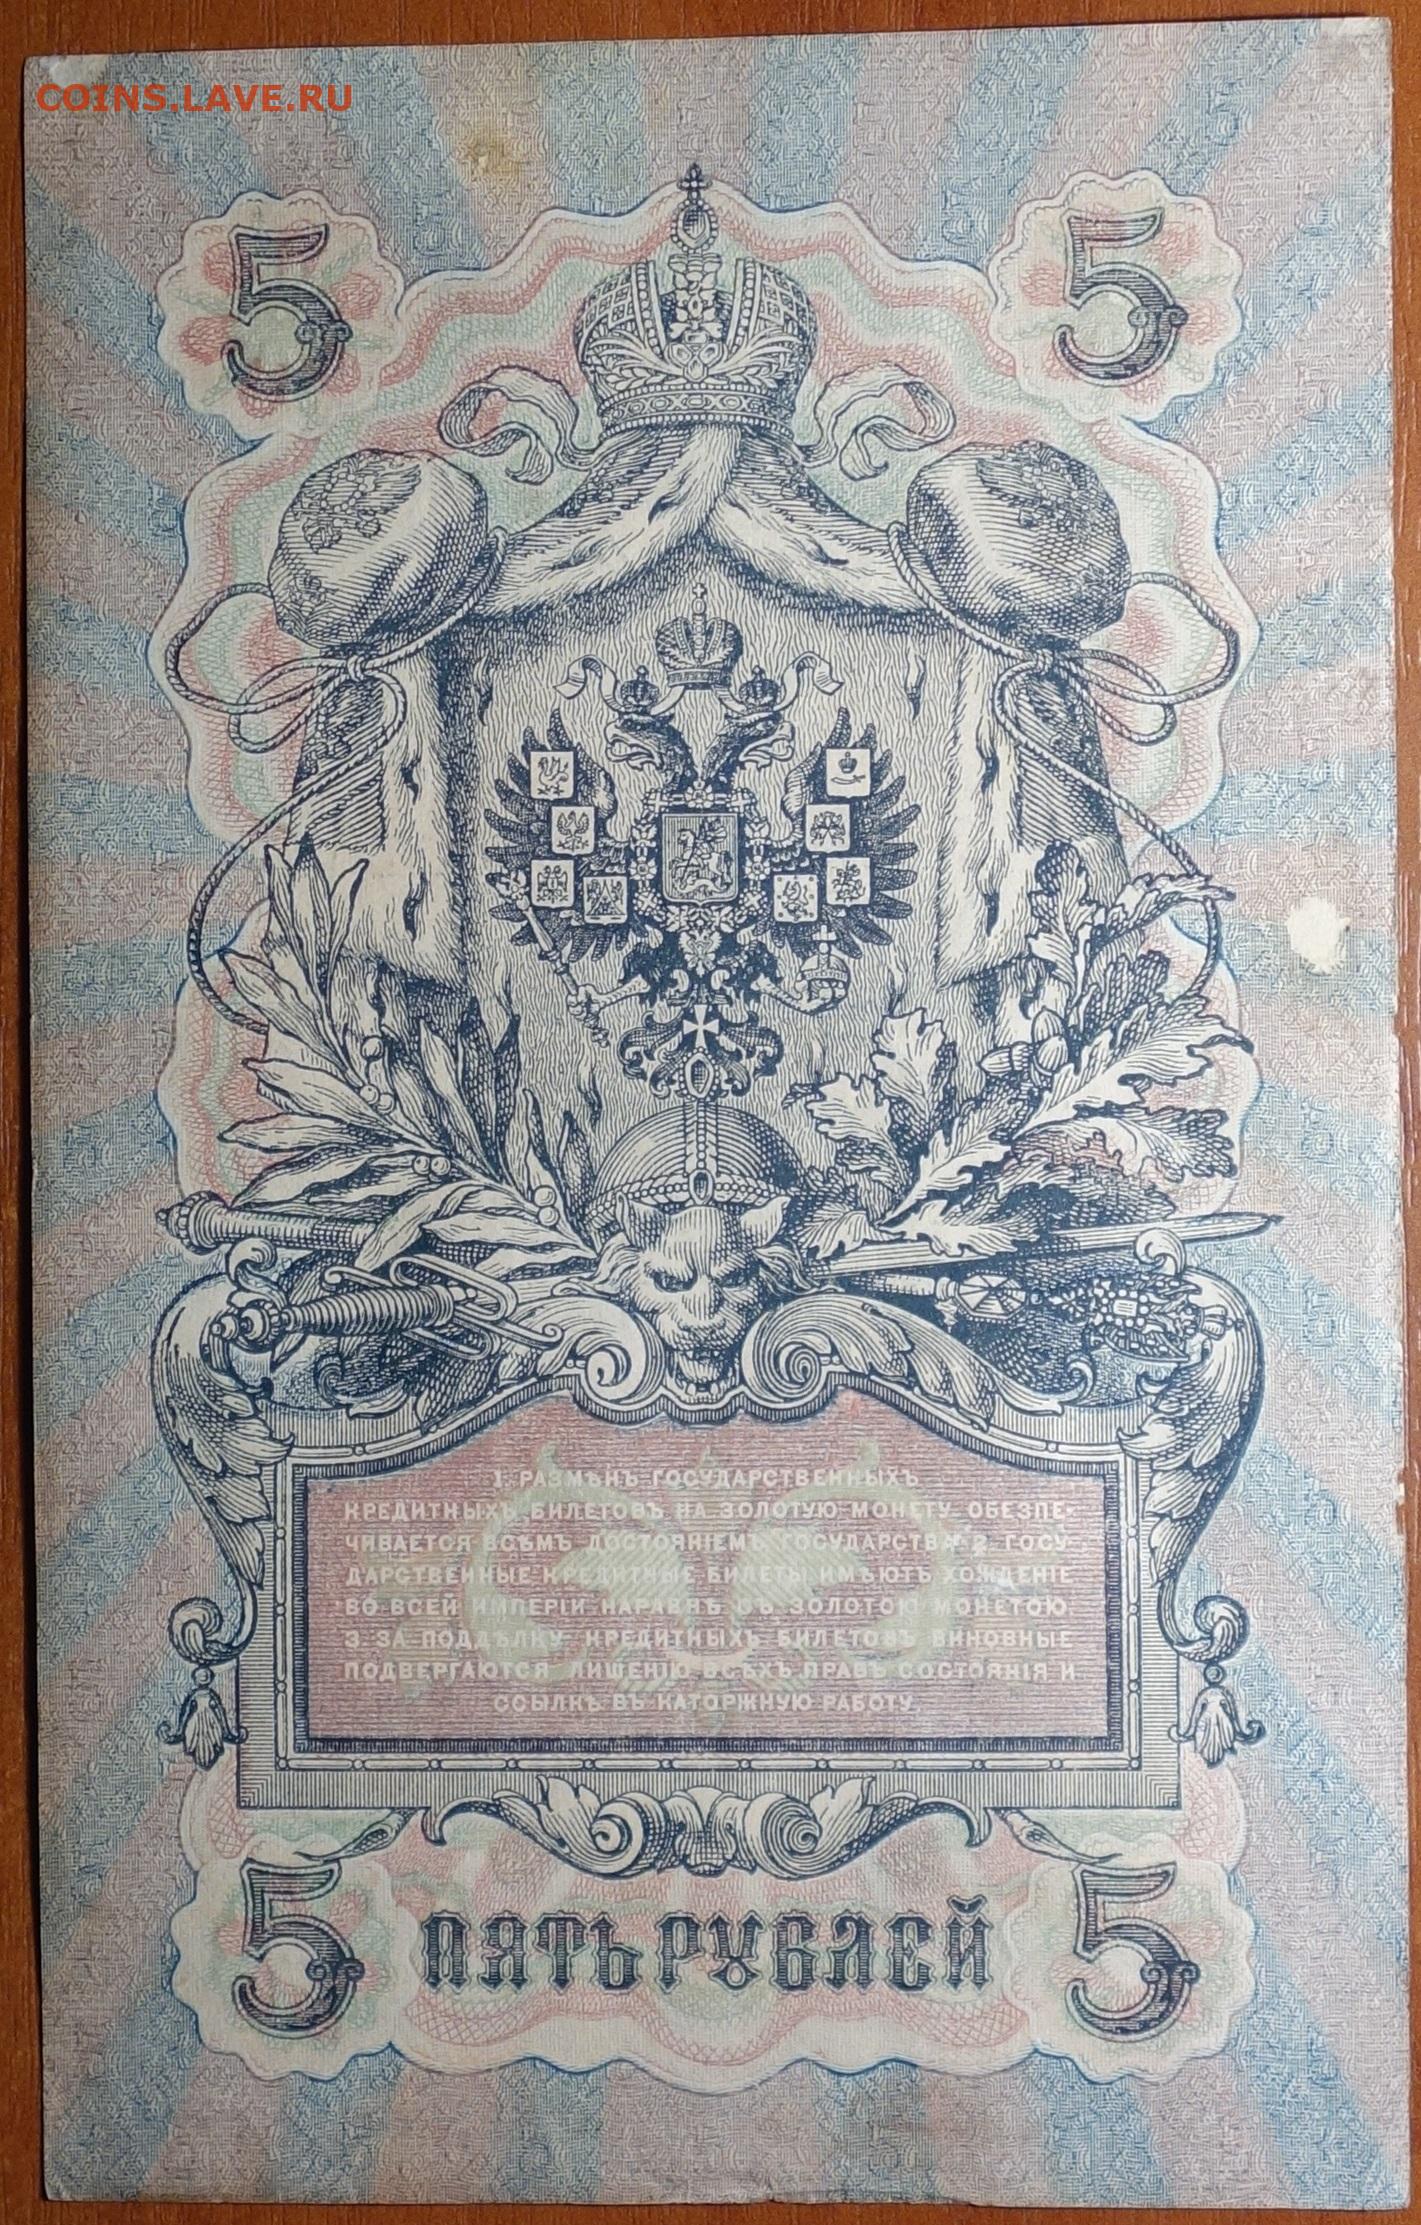 COINS.LAVE.RU
5 5
1. РАЗМѢНЪ ГОСУДАРСТВЕННЫХЪ
КРЕДИТНЫХЪ БИЛЕТОВЪ НА ЗОЛОТУЮ МОНЕТУ ОБЕЗПЕ-
ЧИВАЕТСЯ ВСѢМЪ ДОСТОЯНІЕМЪ ГОСУДАРСТВА. 2. ГОСУ-
ДАРСТВЕННЫЕ КРЕДИТНЫЕ БИЛЕТЫ ИМѢЮТЪ ХОЖДЕНІЕ
ВО ВСЕЙ ИМПЕРІИ НАРАВНѢ СЪ ЗОЛОТОЮ МОНЕТОЮ.
3. ЗА ПОДДѢЛКУ КРЕДИТНЫХЪ БИЛЕТОВЪ ВИНОВНЫЕ
ПОДВЕРГАЮТСЯ ЛИШЕНІЮ ВСѢХЪ ПРАВЪ СОСТОЯНІЯ И
ССЫЛКѢ ВЪ КАТОРЖНУЮ РАБОТУ.
5 ПЯТЬ РУБЛЕЙ 5